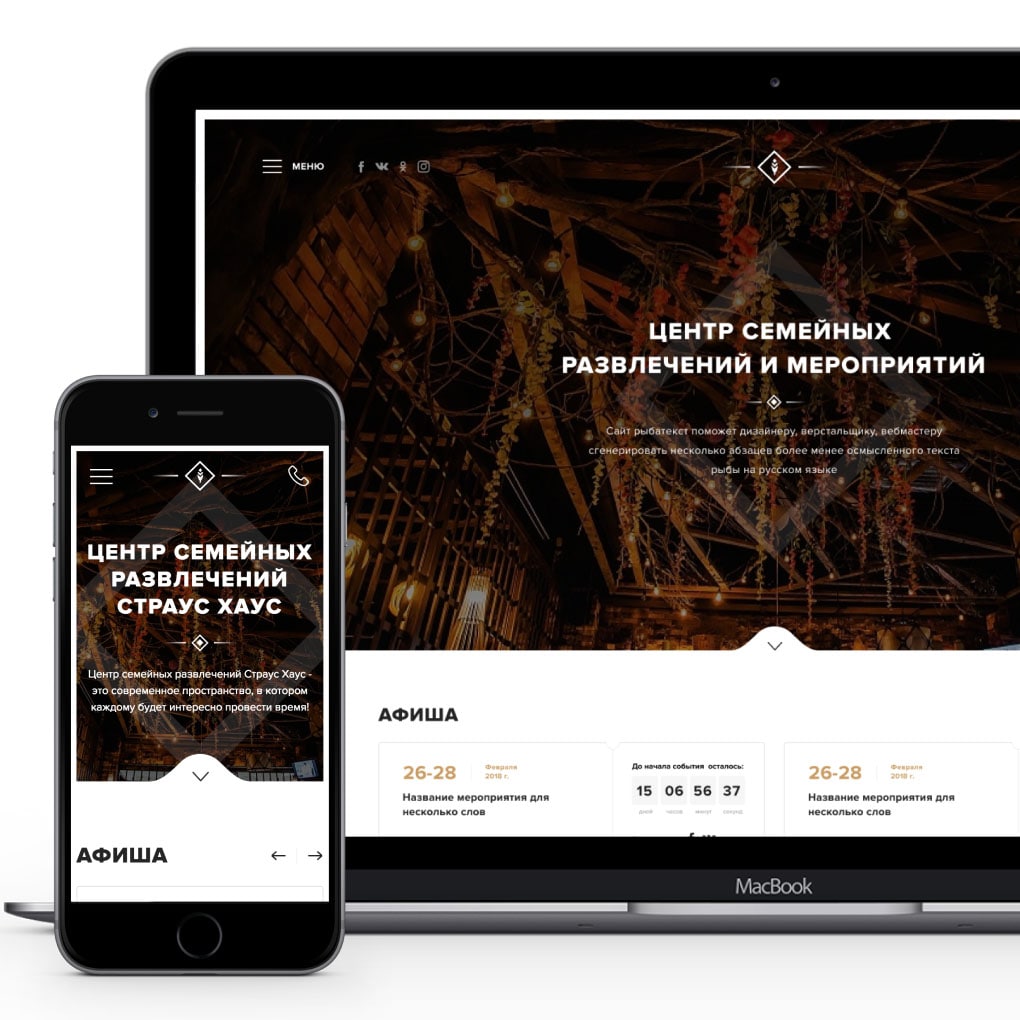 МЕНЮ
ЦЕНТР СЕМЕЙНЫХ
РАЗВЛЕЧЕНИЙ И МЕРОПРИЯТИЙ
Сайт рыбатекст поможет дизайнеру, верстальщику, вебмастеру
сгенерировать несколько абзацев более менее осмысленного текста
рыбы на русском языке
АФИША
26-28
Февраля
2018 г.
Название мероприятия для
несколько слов
До начала события осталось:
15 06 56 37
дней часов минут секунд
26-28
Февраля
2018 г.
Название мероприятия для
несколько слов
MacBook
ЦЕНТР СЕМЕЙНЫХ
РАЗВЛЕЧЕНИЙ
СТРАУС ХАУС
Центр семейных развлечений Страус Хаус -
это современное пространство, в котором
каждому будет интересно провести время!
АФИША